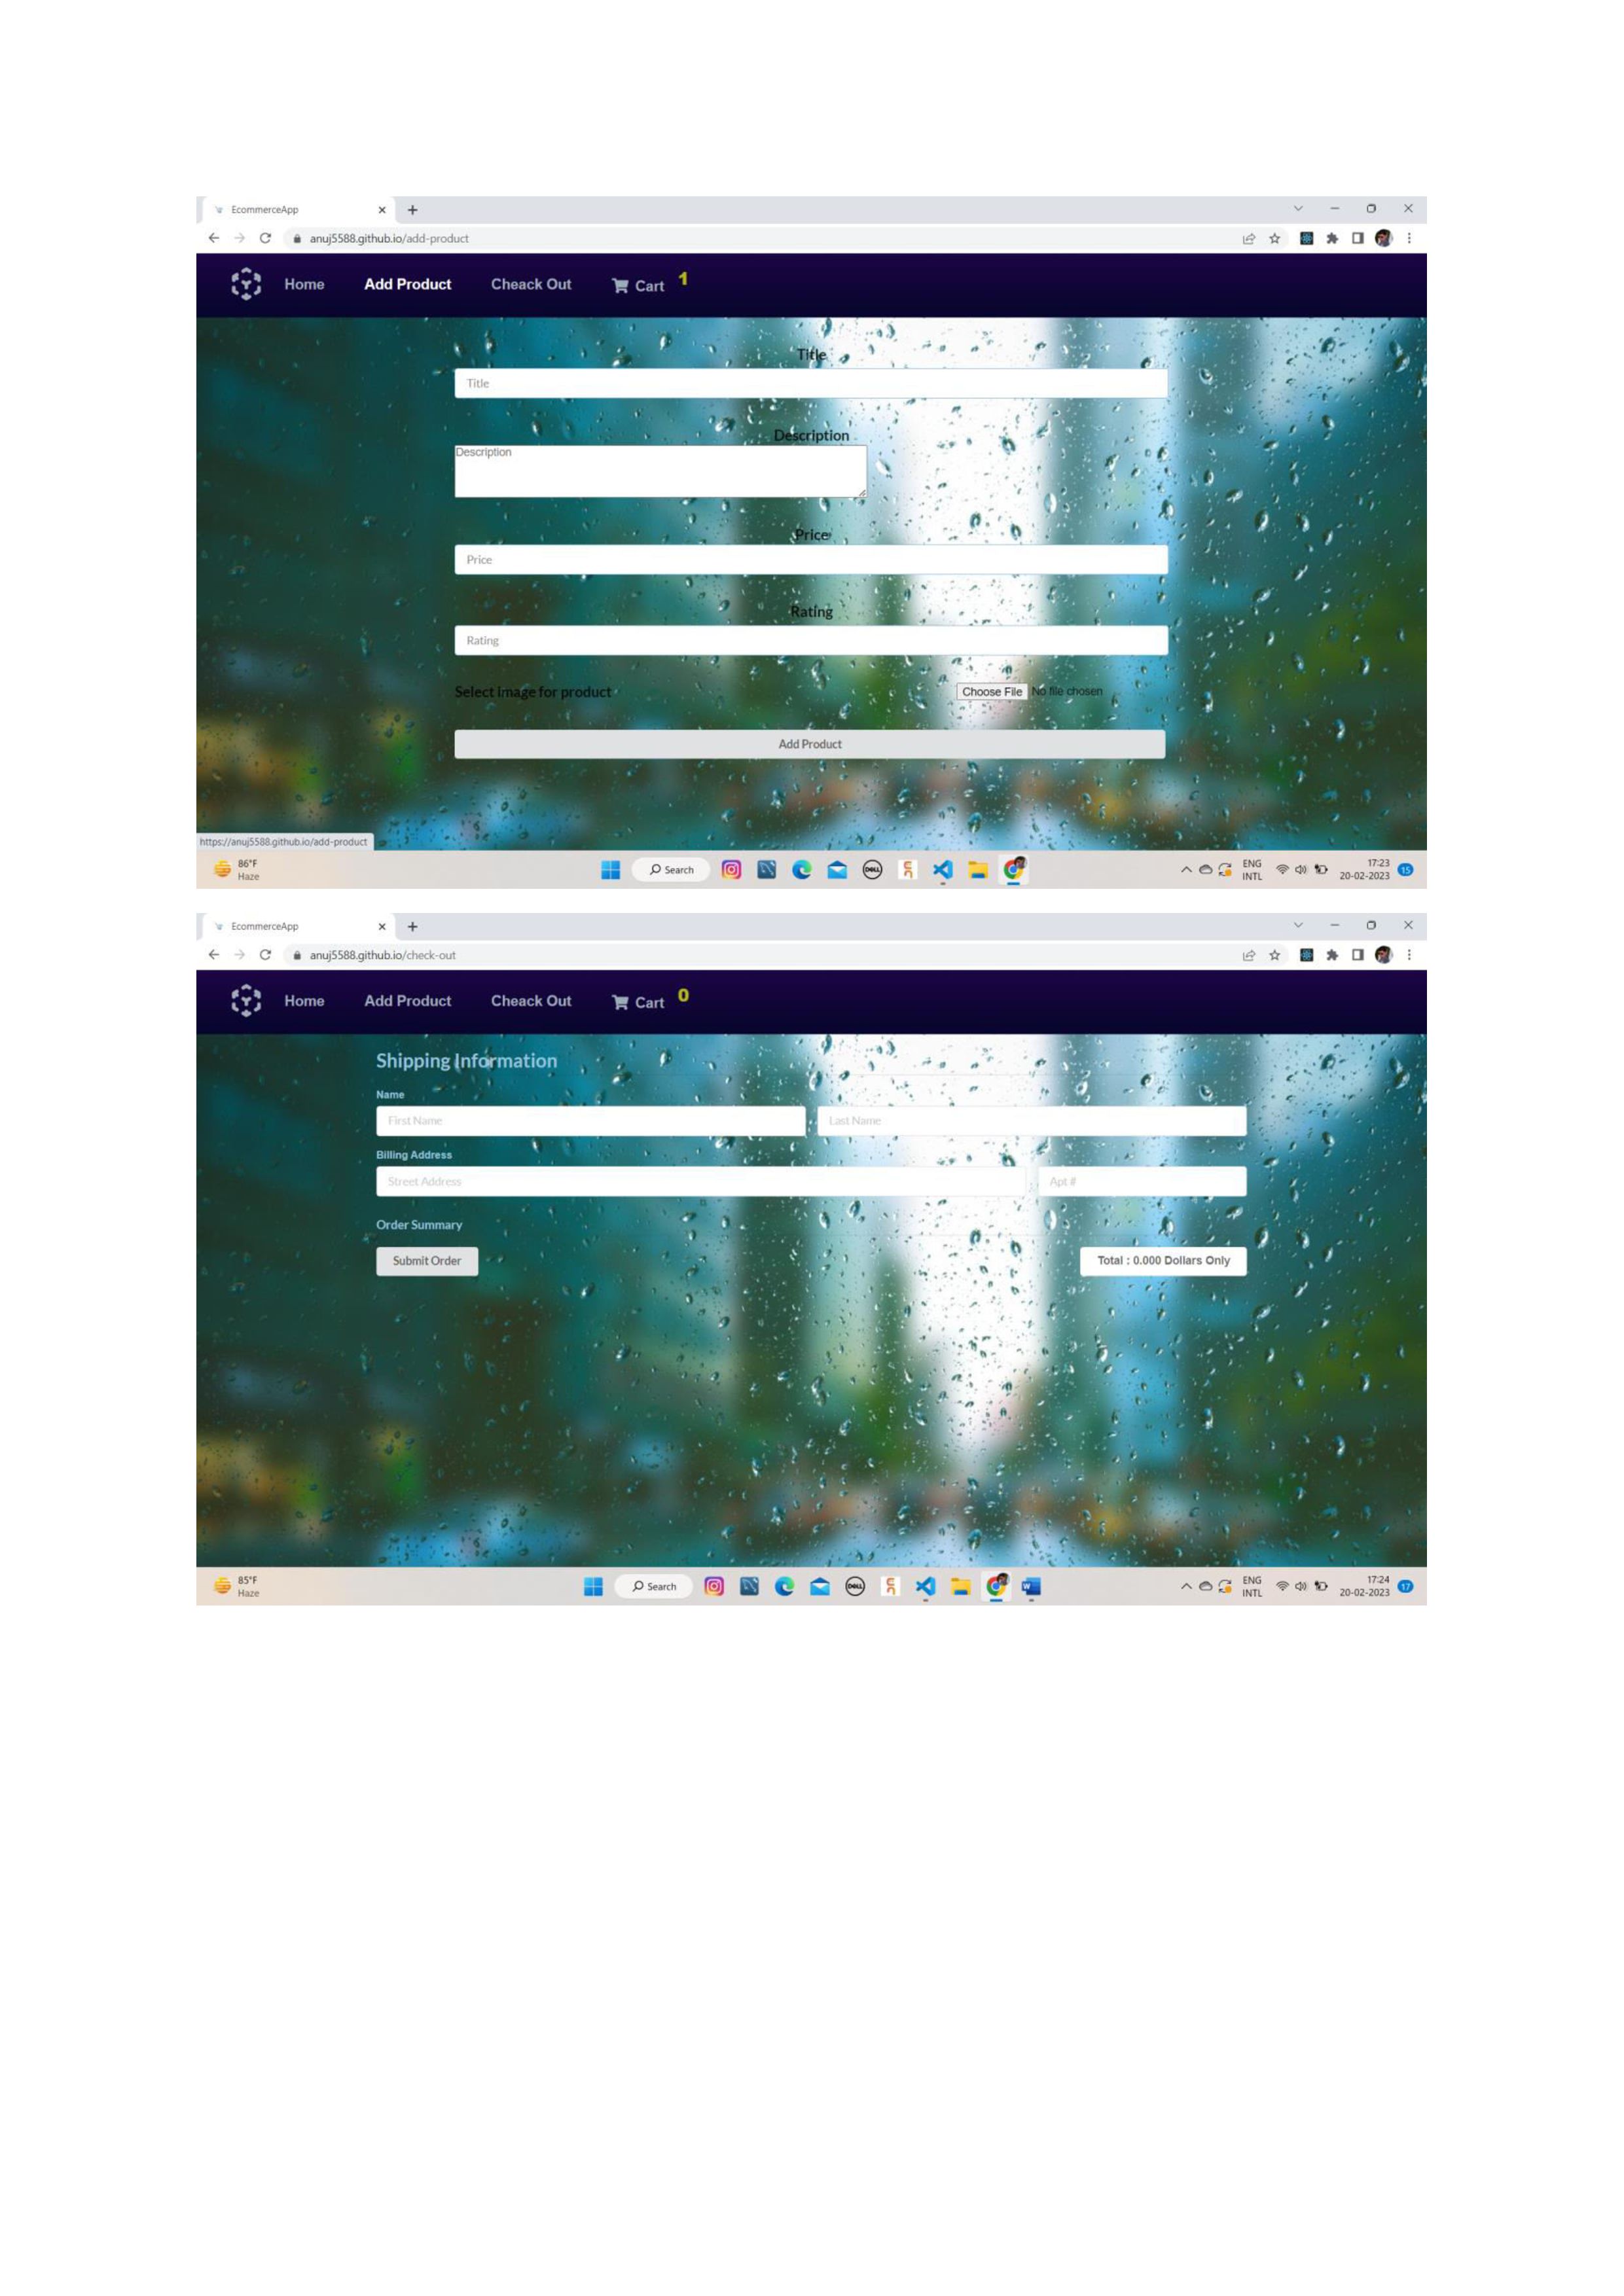 EcommerceApp
anuj5588.github.io/add-product
Home Add Product Cheack Out Cart 1
Title
Title
Description
Description
Price
Price
Rating
Rating
Select image for product Choose File No file chosen
Add Product
https://anuj5588.github.io/add-product
86°F
Haze
Search
DELL
ENG
INTL
17:23
20-02-2023
15
EcommerceApp
anuj5588.github.io/check-out
Home Add Product Cheack Out Cart 0
Shipping Information
Name
First Name Last Name
Billing Address
Street Address Apt #
Order Summary
Submit Order Total : 0.000 Dollars Only
85°F
Haze
Search
DELL
ENG
INTL
17:24
20-02-2023
17